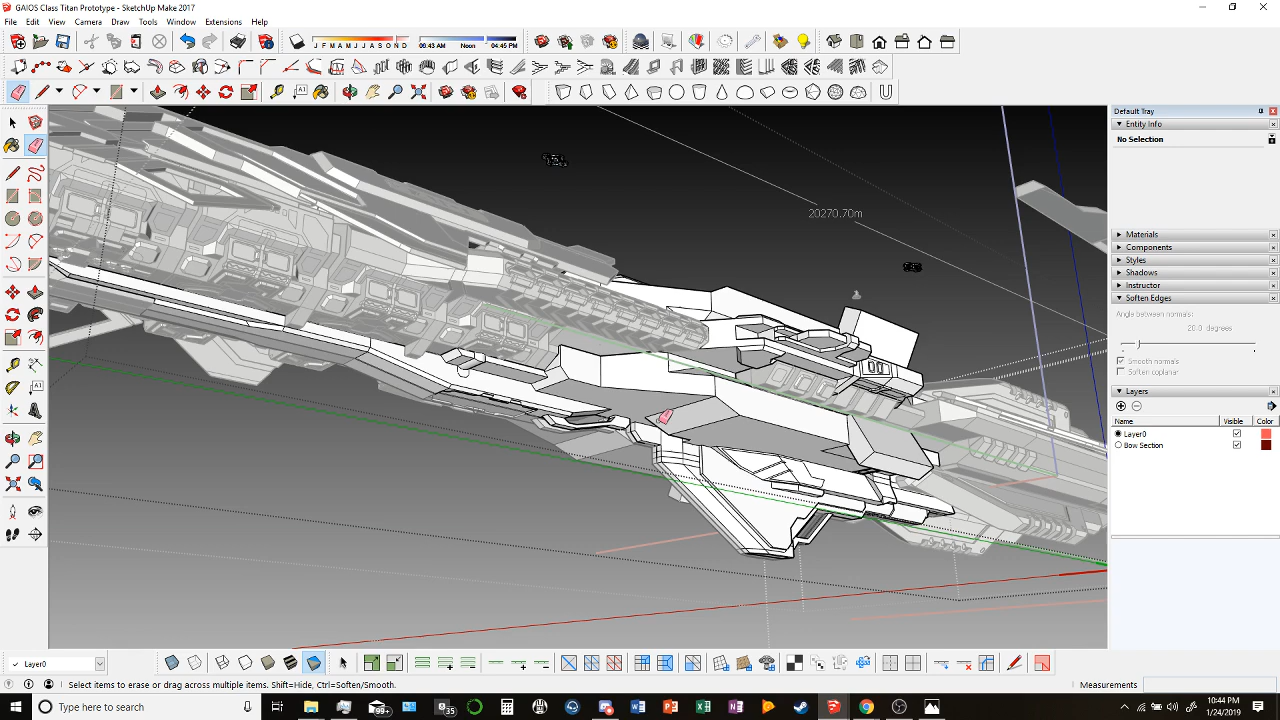 GAIOS Class Titan Prototype - SketchUp Make 2017
File Edit View Camera Draw Tools Window Extensions Help
J F M A M J J A S O N D
Noon 04:45 PM
20270.70m
Default Tray
Entity Info
No Selection
Materials
Components
Styles
Shadows
Instructor
Soften Edges
Angle between normals:
20.0 degrees
Smooth normals
Soften coplanar
Layers
Name Visible Color
Layer0
Bow Section
Layer0
Select items to erase or drag across multiple items. Shift=Hide, Ctrl=Soften/Smooth.
Measurements
Type here to search
99+
35
10:44 PM
1/24/2019